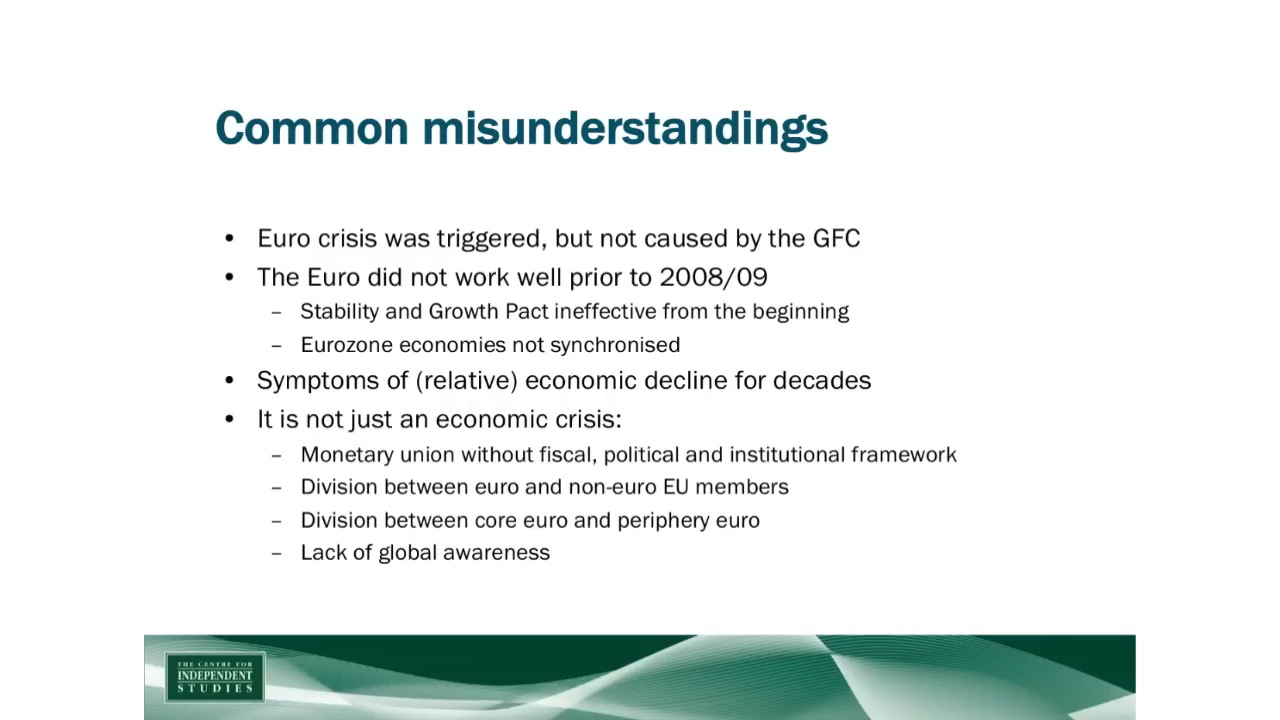 Common misunderstandings
• Euro crisis was triggered, but not caused by the GFC
• The Euro did not work well prior to 2008/09
– Stability and Growth Pact ineffective from the beginning
– Eurozone economies not synchronised
• Symptoms of (relative) economic decline for decades
• It is not just an economic crisis:
– Monetary union without fiscal, political and institutional framework
– Division between euro and non-euro EU members
– Division between core euro and periphery euro
– Lack of global awareness
THE CENTRE FOR
INDEPENDENT
STUDIES